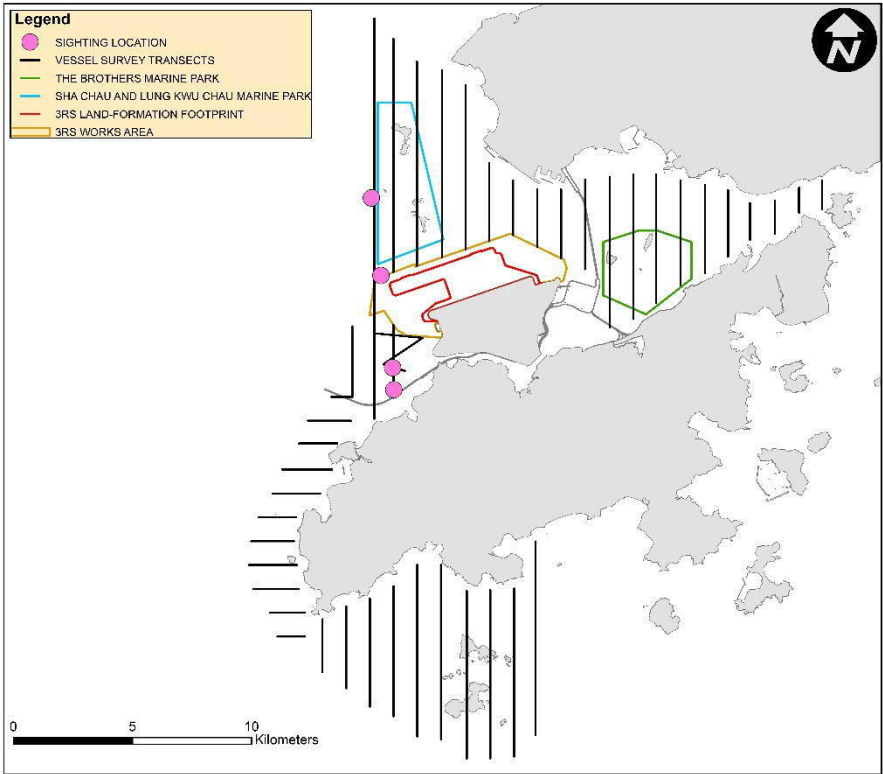 Legend
SIGHTING LOCATION
VESSEL SURVEY TRANSECTS
THE BROTHERS MARINE PARK
SHA CHAU AND LUNG KWU CHAU MARINE PARK
3RS LAND-FORMATION FOOTPRINT
3RS WORKS AREA
N
0 5 10
Kilometers